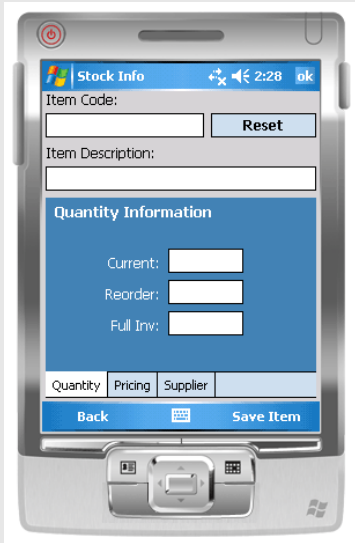 Stock Info 2:28 ok
Item Code:
Reset
Item Description:
Quantity Information
Current:
Reorder:
Full Inv:
Quantity Pricing Supplier
Back Save Item